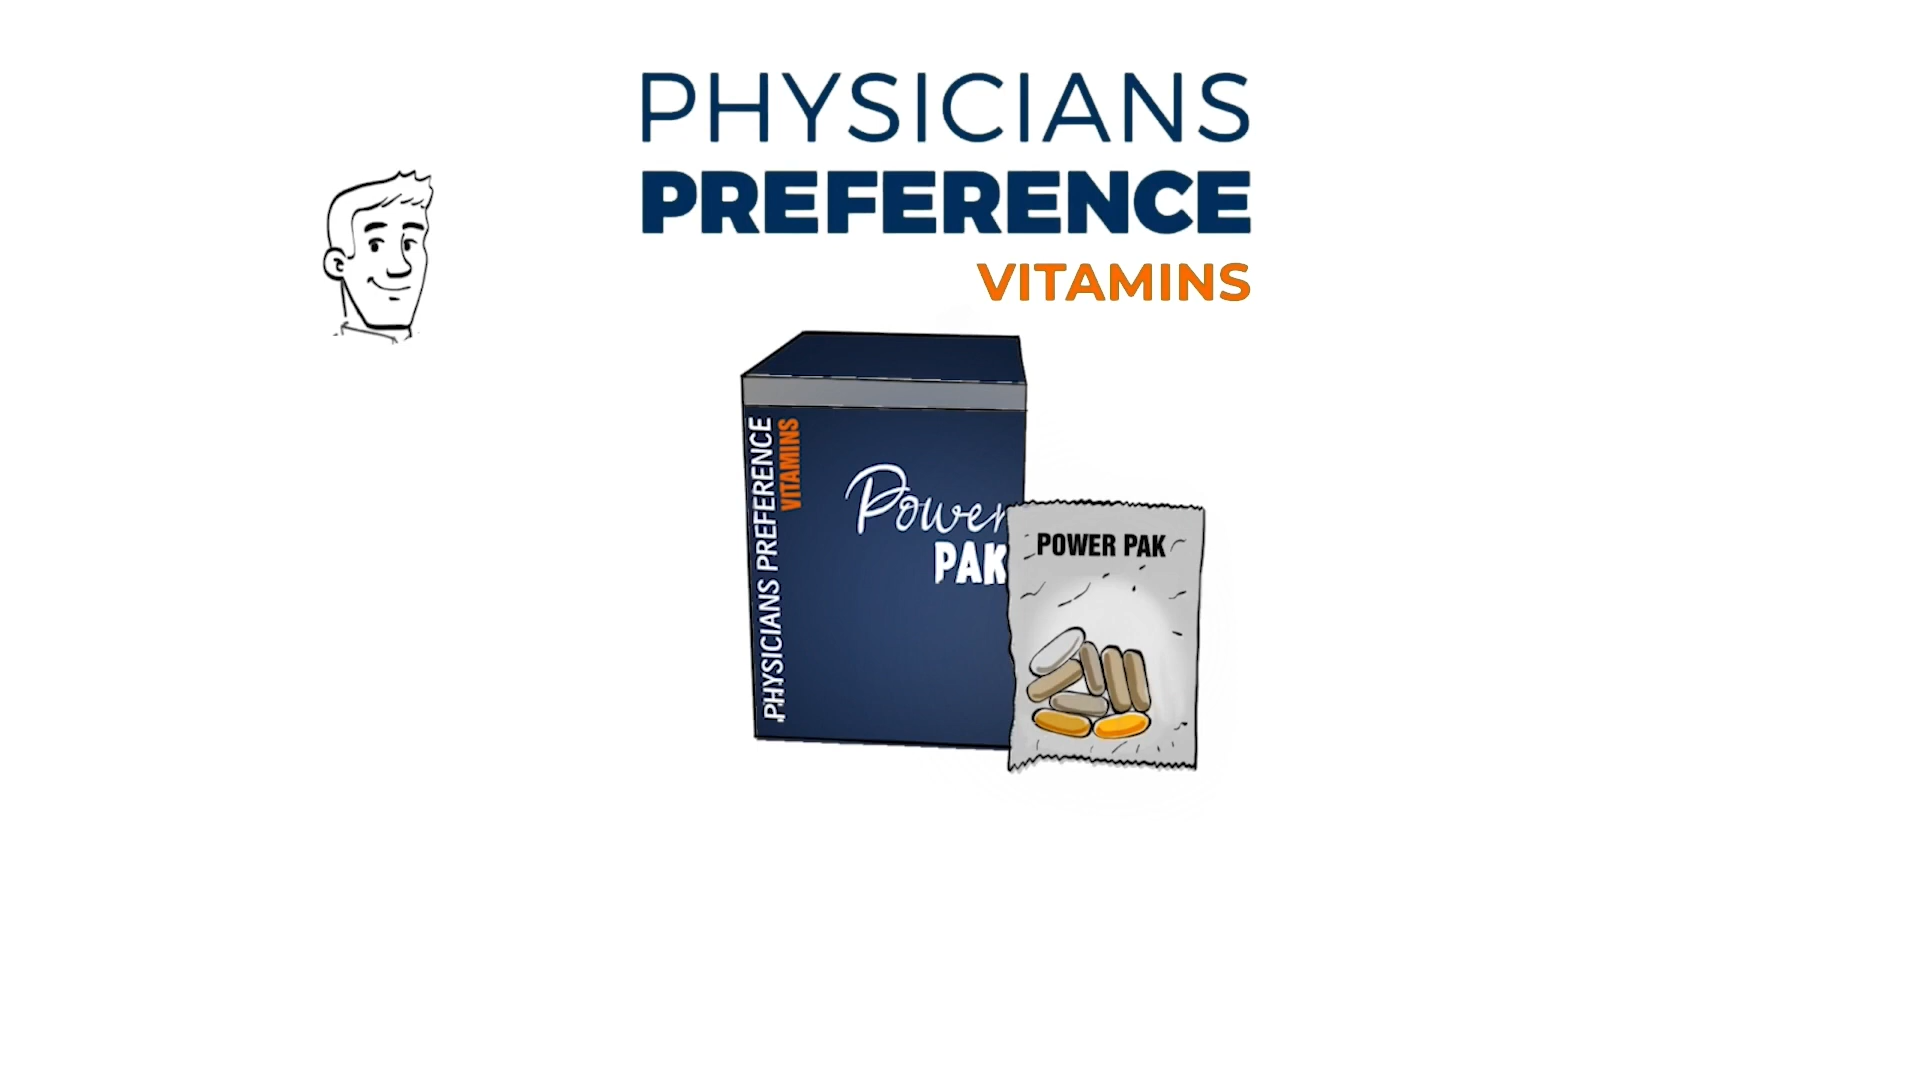 PHYSICIANS
PREFERENCE
VITAMINS
PHYSICIANS PREFERENCE
VITAMINS
Power
PAK
POWER PAK